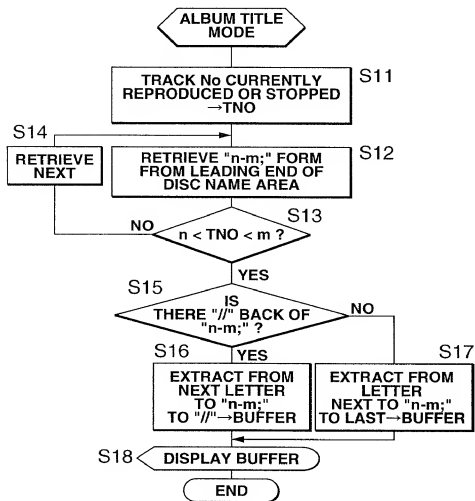 ALBUM TITLE
MODE
S11
TRACK No CURRENTLY
REPRODUCED OR STOPPED
→TNO
S14
RETRIEVE
NEXT
S12
RETRIEVE "n-m;" FORM
FROM LEADING END OF
DISC NAME AREA
S13
NO
n < TNO < m ?
YES
S15
IS
THERE "//" BACK OF
"n-m;" ?
NO
YES
S16
EXTRACT FROM
NEXT LETTER
TO "n-m;"
TO "//"→BUFFER
S17
EXTRACT FROM
LETTER
NEXT TO "n-m;"
TO LAST→BUFFER
S18
DISPLAY BUFFER
END